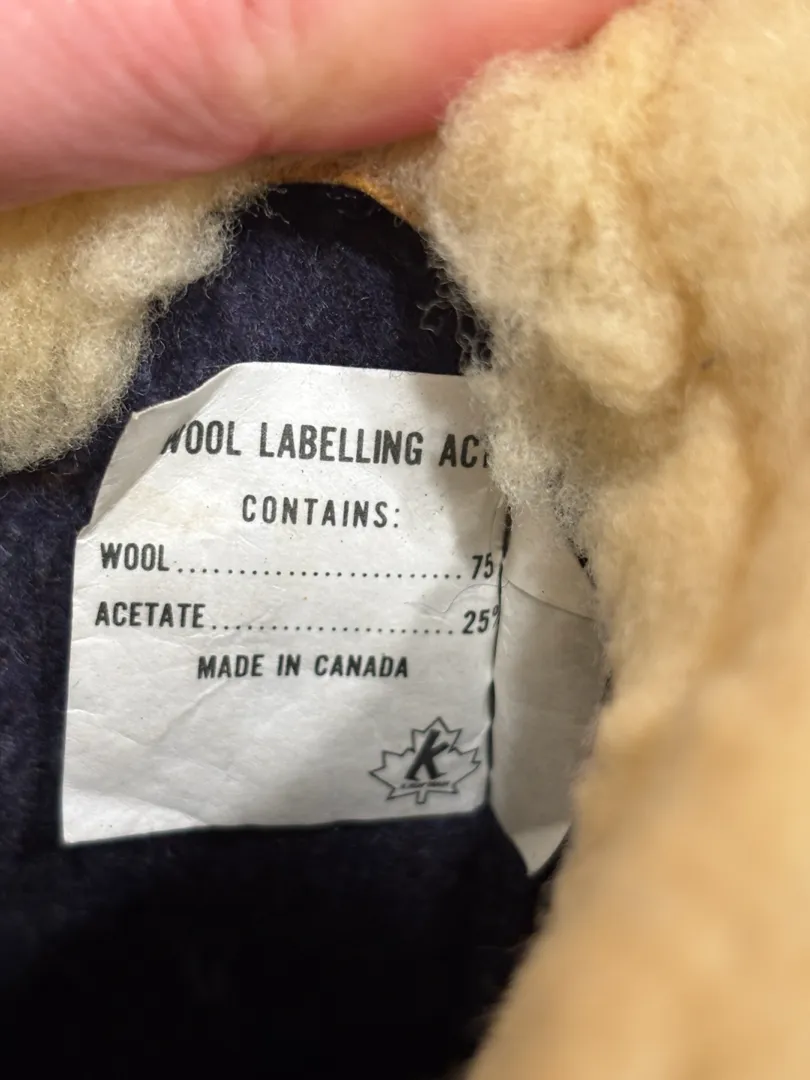 WOOL LABELLING AC
CONTAINS:
WOOL........................75
ACETATE.....................25%
MADE IN CANADA
K